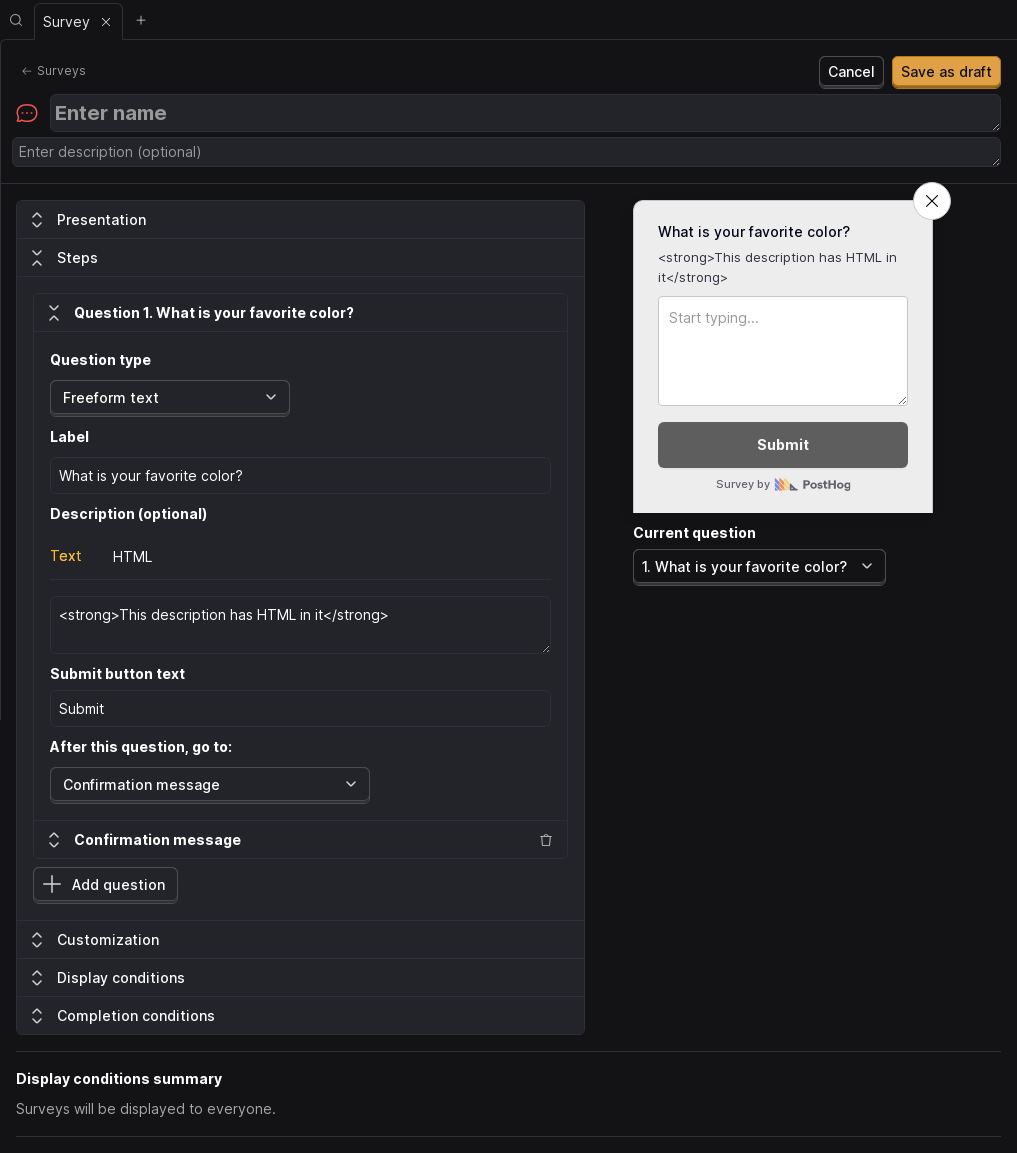 Survey
Surveys
Cancel
Save as draft
Enter name
Enter description (optional)
Presentation
Steps
Question 1. What is your favorite color?
Question type
Freeform text
Label
What is your favorite color?
Description (optional)
Text
HTML
<strong>This description has HTML in it</strong>
Submit button text
Submit
After this question, go to:
Confirmation message
Confirmation message
Add question
Customization
Display conditions
Completion conditions
What is your favorite color?
<strong>This description has HTML in
it</strong>
Start typing...
Submit
Survey by PostHog
Current question
1. What is your favorite color?
Display conditions summary
Surveys will be displayed to everyone.